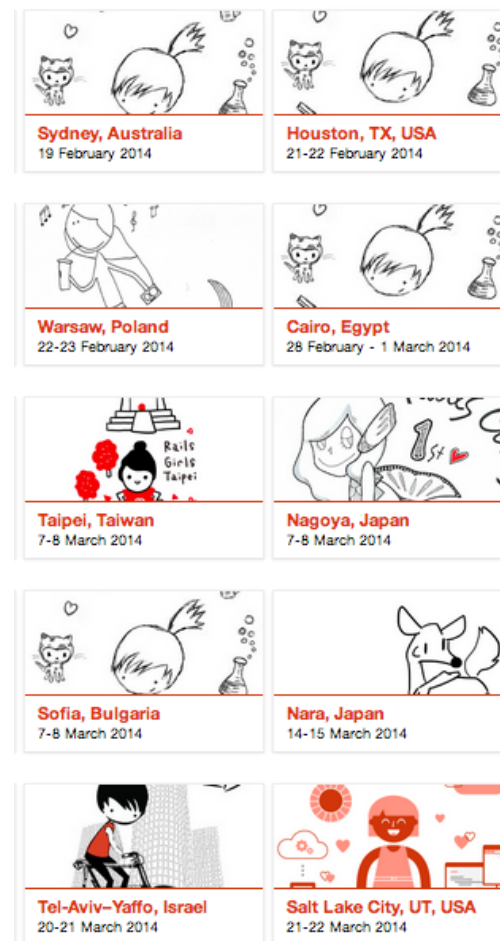 Sydney, Australia
19 February 2014
Houston, TX, USA
21-22 February 2014
Warsaw, Poland
22-23 February 2014
Cairo, Egypt
28 February - 1 March 2014
Rails
Girls
Taipei
Taipei, Taiwan
7-8 March 2014
1st
Nagoya, Japan
7-8 March 2014
Sofia, Bulgaria
7-8 March 2014
Nara, Japan
14-15 March 2014
Tel-Aviv–Yaffo, Israel
20-21 March 2014
Salt Lake City, UT, USA
21-22 March 2014